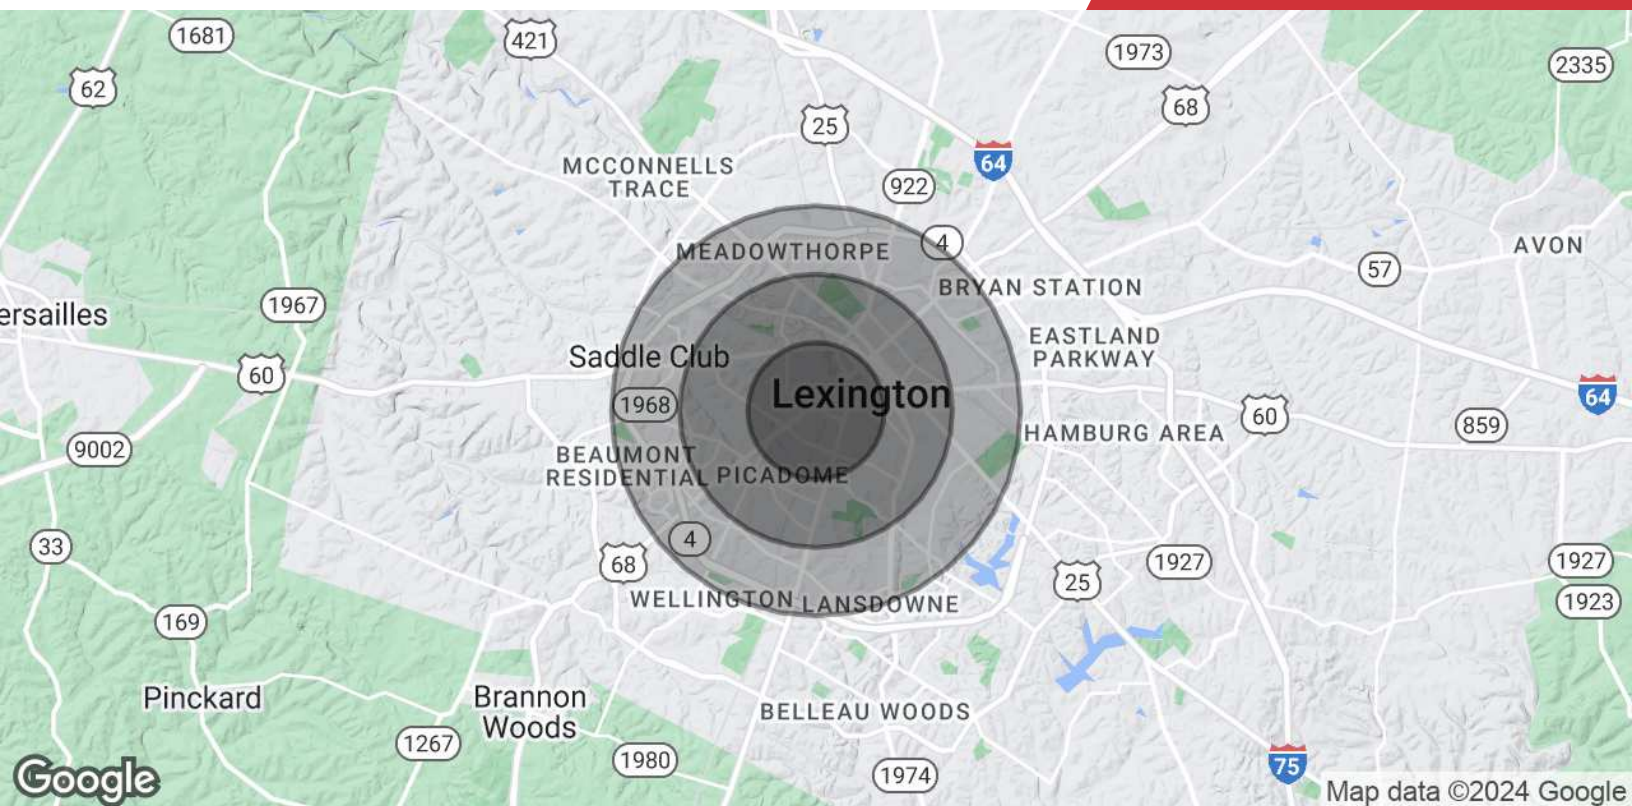 1681
421
1973
2335
62
68
25
64
MCCONNELLS
TRACE
922
4
MEADOWTHORPE
AVON
57
BRYAN STATION
1967
ersailles
EASTLAND
PARKWAY
Saddle Club
60
Lexington
64
1968
60
859
HAMBURG AREA
9002
BEAUMONT
RESIDENTIAL
PICADOME
4
33
68
25
1927
1927
WELLINGTON
LANSDOWNE
1923
169
Pinckard
Brannon
Woods
BELLEAU WOODS
1267
1980
75
1974
Google
Map data ©2024 Google